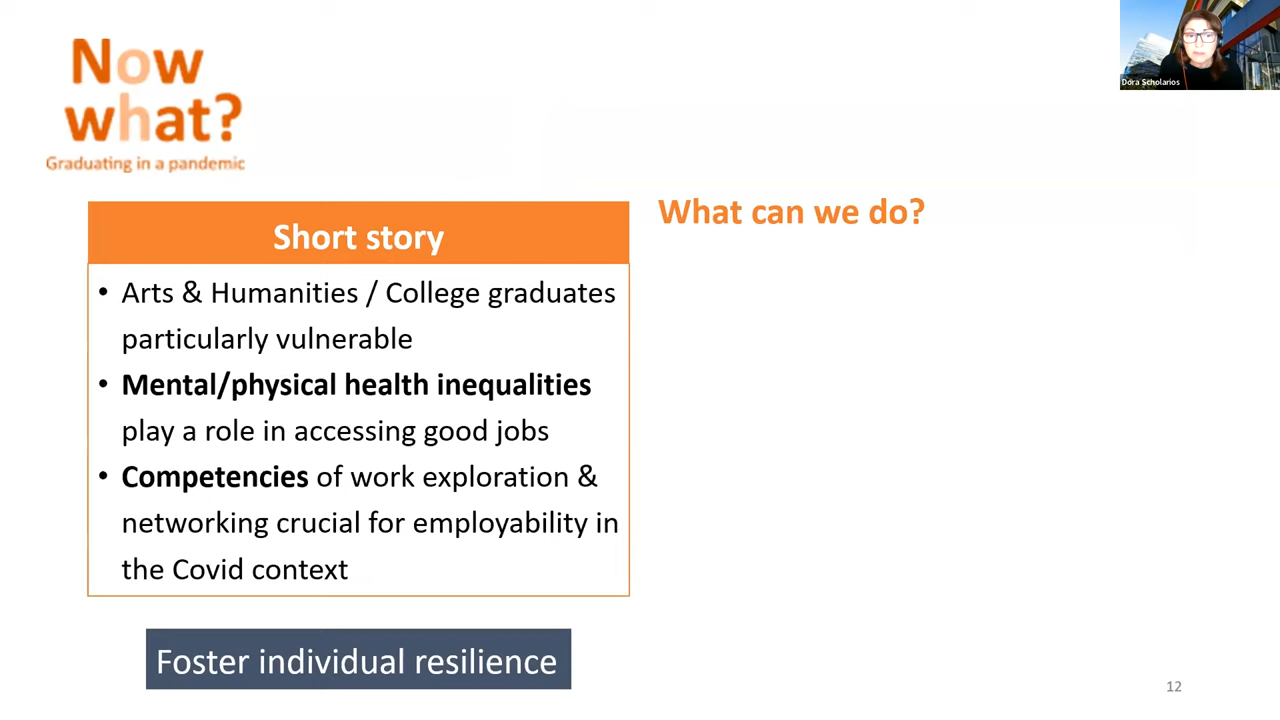 Now
what?
Graduating in a pandemic
Dora Scholarios
Short story
• Arts & Humanities / College graduates
particularly vulnerable
• Mental/physical health inequalities
play a role in accessing good jobs
• Competencies of work exploration &
networking crucial for employability in
the Covid context
Foster individual resilience
What can we do?
12